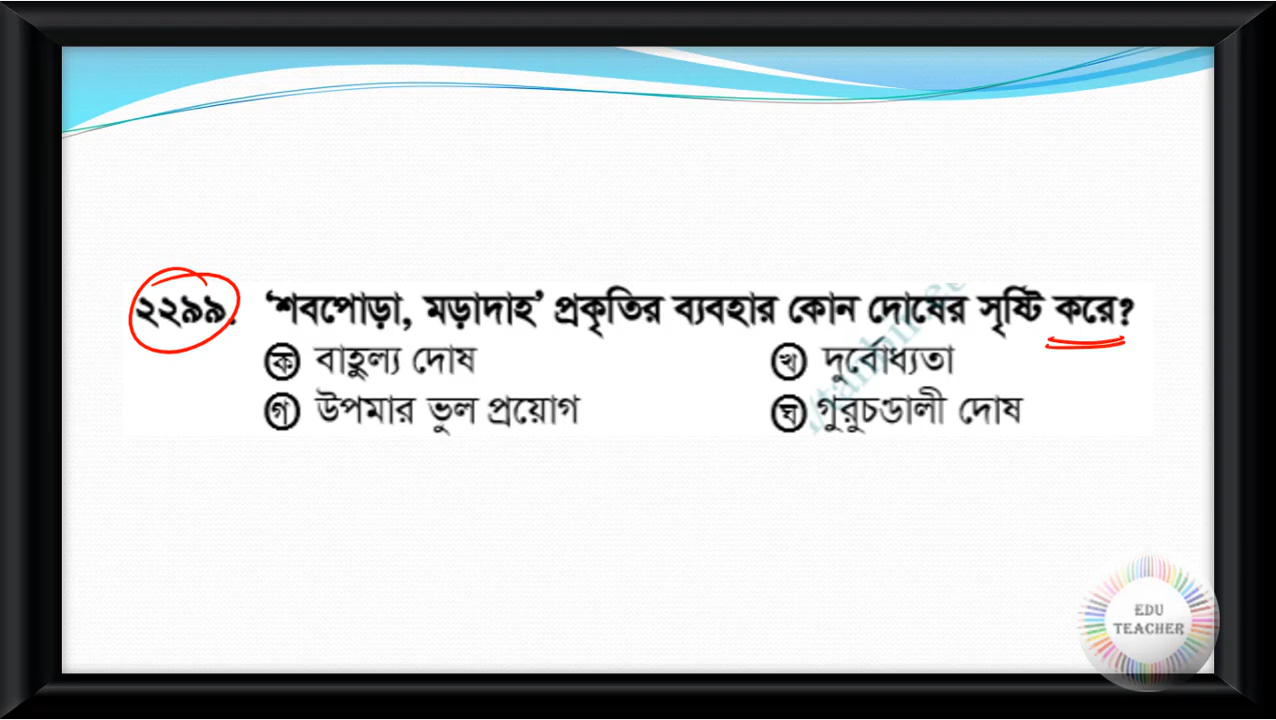 ২২৯৯. ‘শবপোড়া, মড়াদাহ’ প্রকৃতির ব্যবহার কোন দোষের সৃষ্টি করে?
ক বাহুল্য দোষ খ দুর্বোধ্যতা
গ উপমার ভুল প্রয়োগ ঘ গুরুচণ্ডালী দোষ
EDU
TEACHER